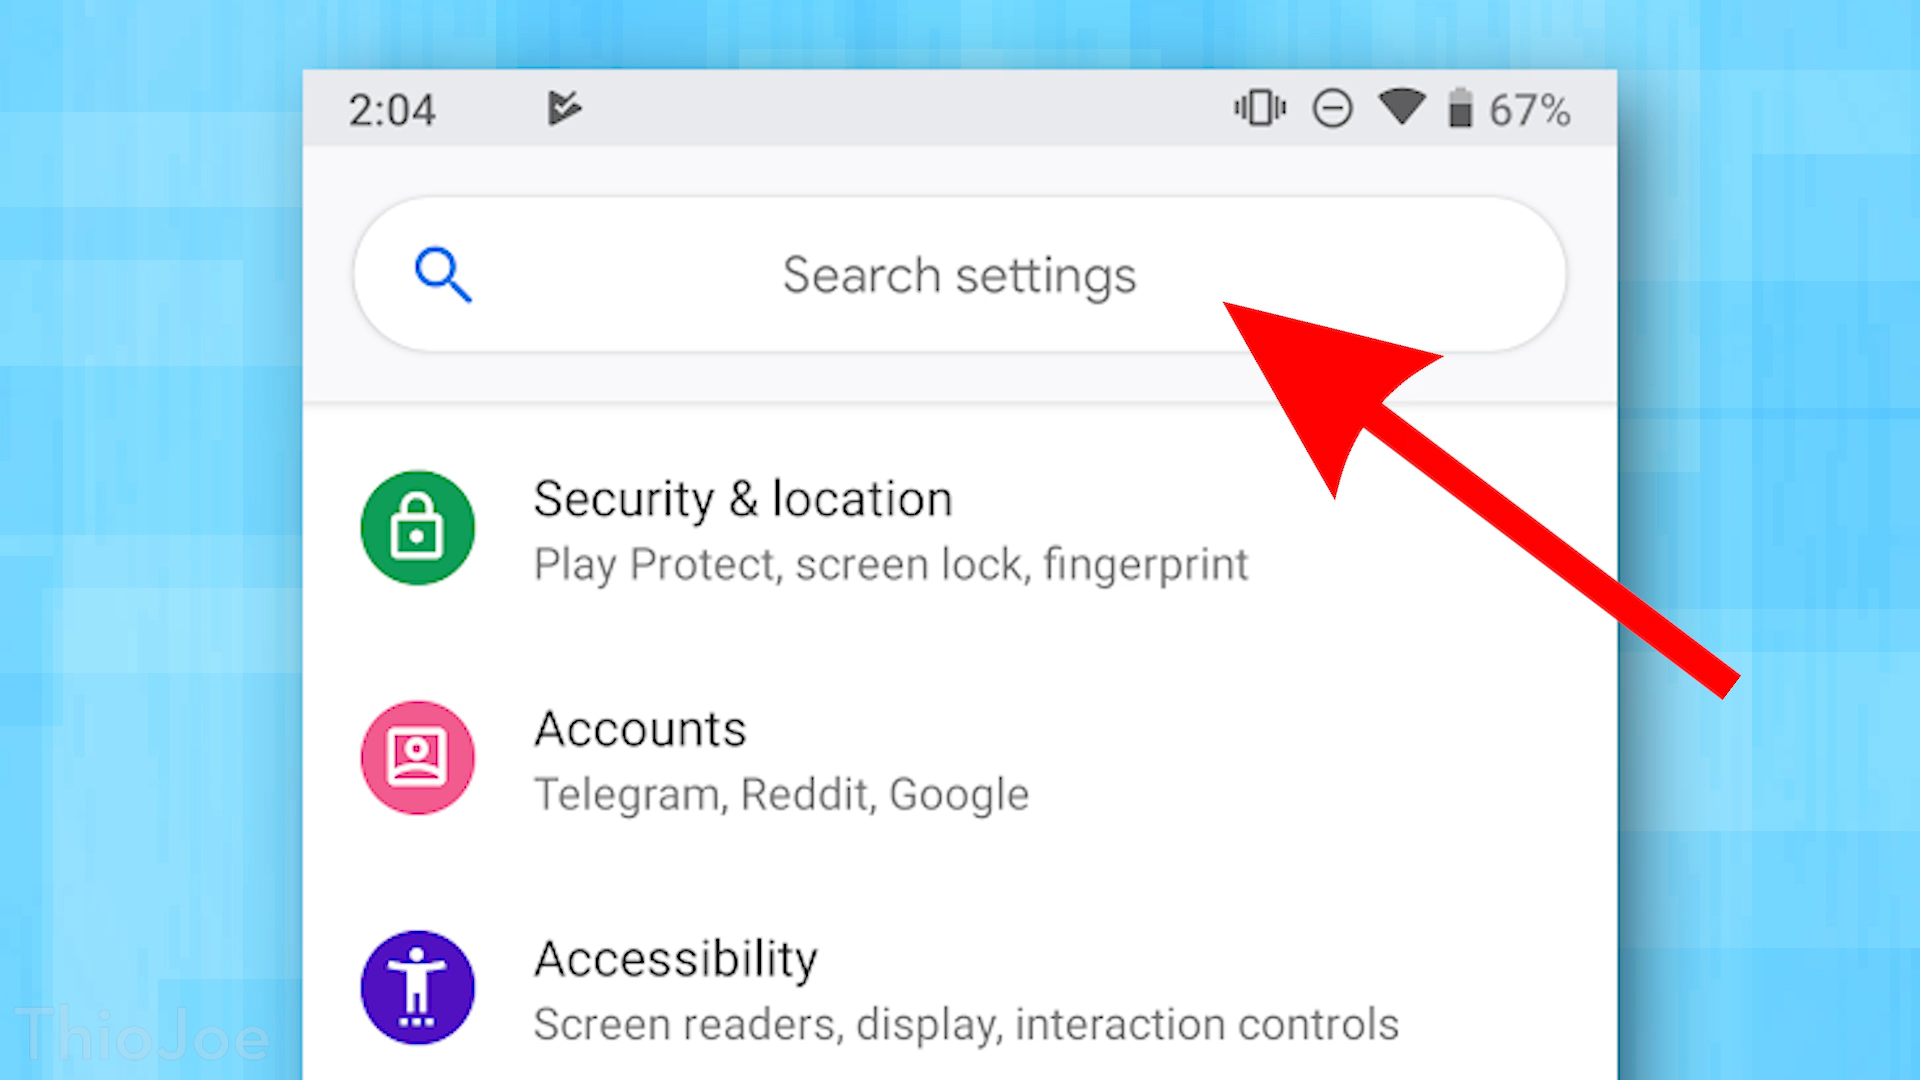 2:04
67%
Search settings
Security & location
Play Protect, screen lock, fingerprint
Accounts
Telegram, Reddit, Google
Accessibility
Screen readers, display, interaction controls
ThioJoe